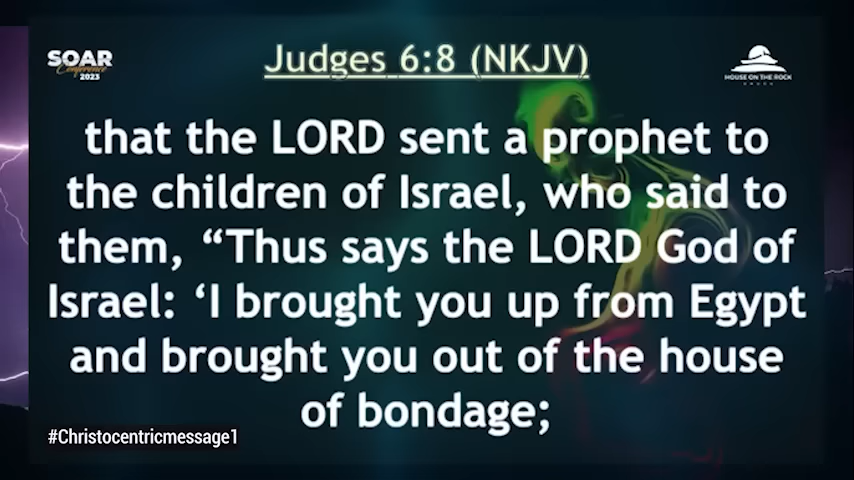 SOAR
Conference
2023
Judges 6:8 (NKJV)
HOUSE ON THE ROCK
CHURCH
that the LORD sent a prophet to
the children of Israel, who said to
them, “Thus says the LORD God of
Israel: ‘I brought you up from Egypt
and brought you out of the house
of bondage;
#Christocentricmessage1